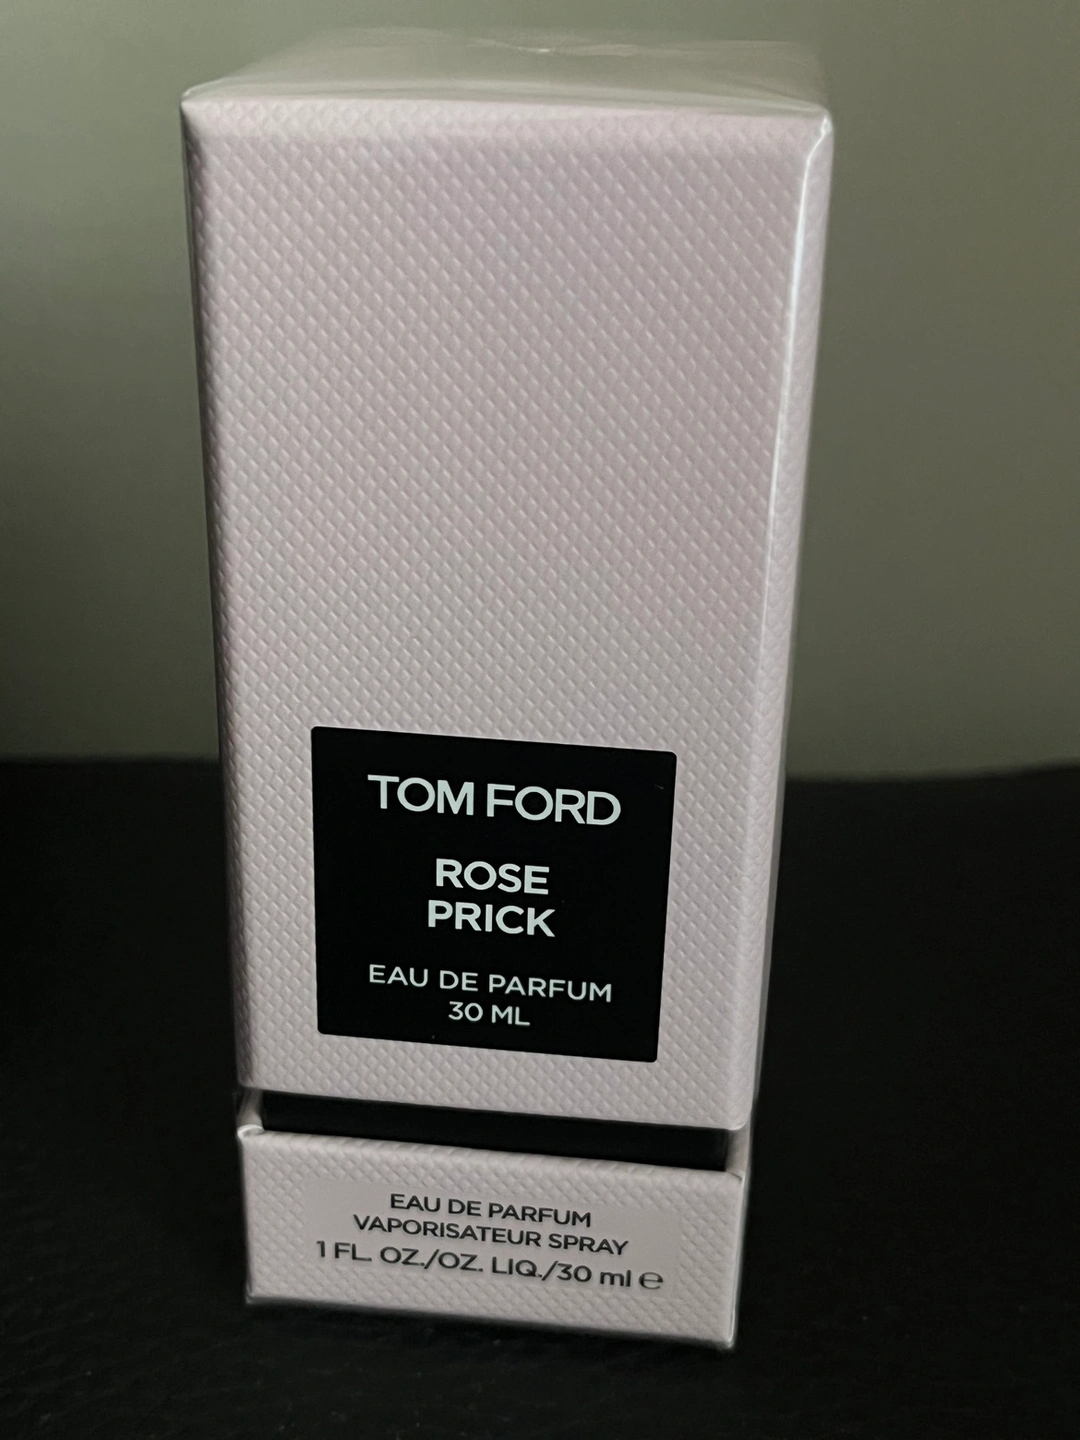 TOM FORD
ROSE
PRICK
EAU DE PARFUM
30 ML
EAU DE PARFUM
VAPORISATEUR SPRAY
1 FL. OZ./OZ. LIQ./30 ml ℮